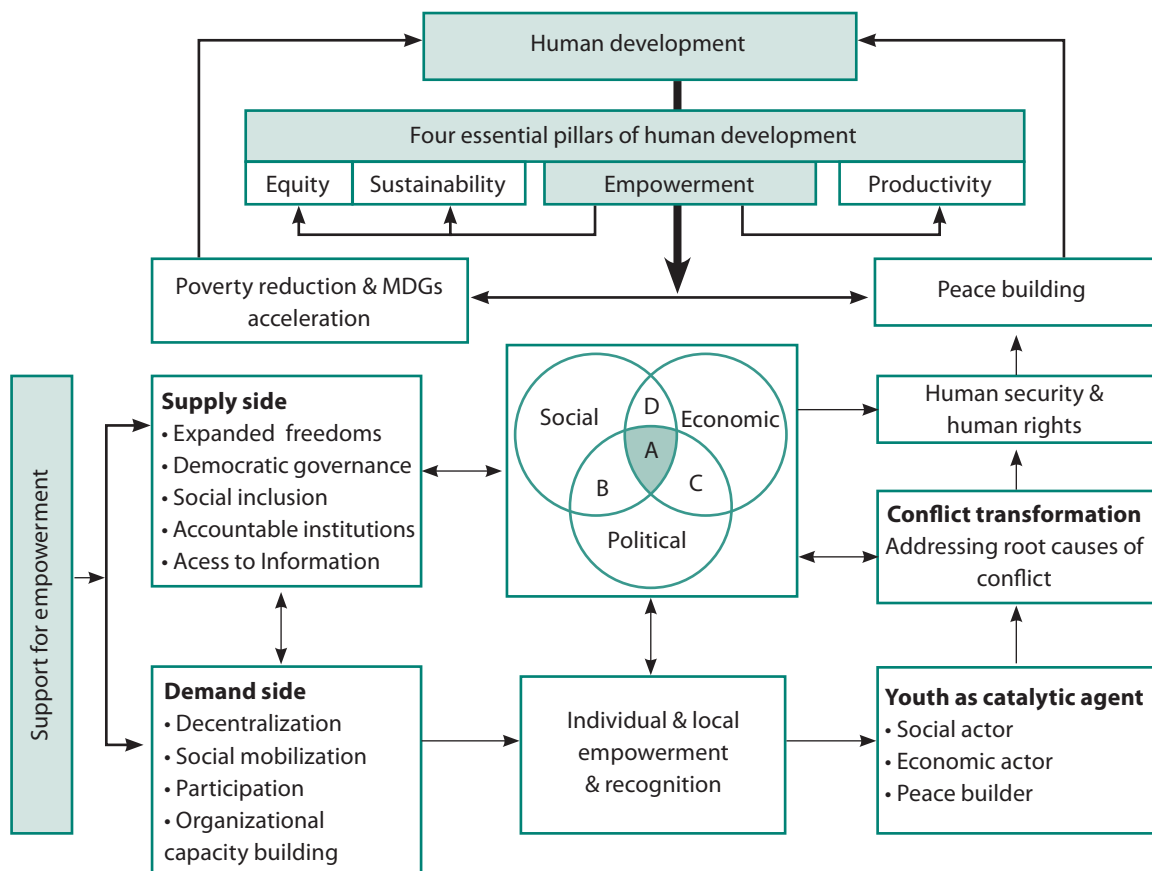 Human development
Four essential pillars of human development
Equity
Sustainability
Empowerment
Productivity
Poverty reduction & MDGs
acceleration
Peace building
Support for empowerment
Supply side
• Expanded freedoms
• Democratic governance
• Social inclusion
• Accountable institutions
• Acess to Information
Social
D
Economic
A
B
C
Political
Human security &
human rights
Conflict transformation
Addressing root causes of
conflict
Demand side
• Decentralization
• Social mobilization
• Participation
• Organizational
capacity building
Individual & local
empowerment
& recognition
Youth as catalytic agent
• Social actor
• Economic actor
• Peace builder